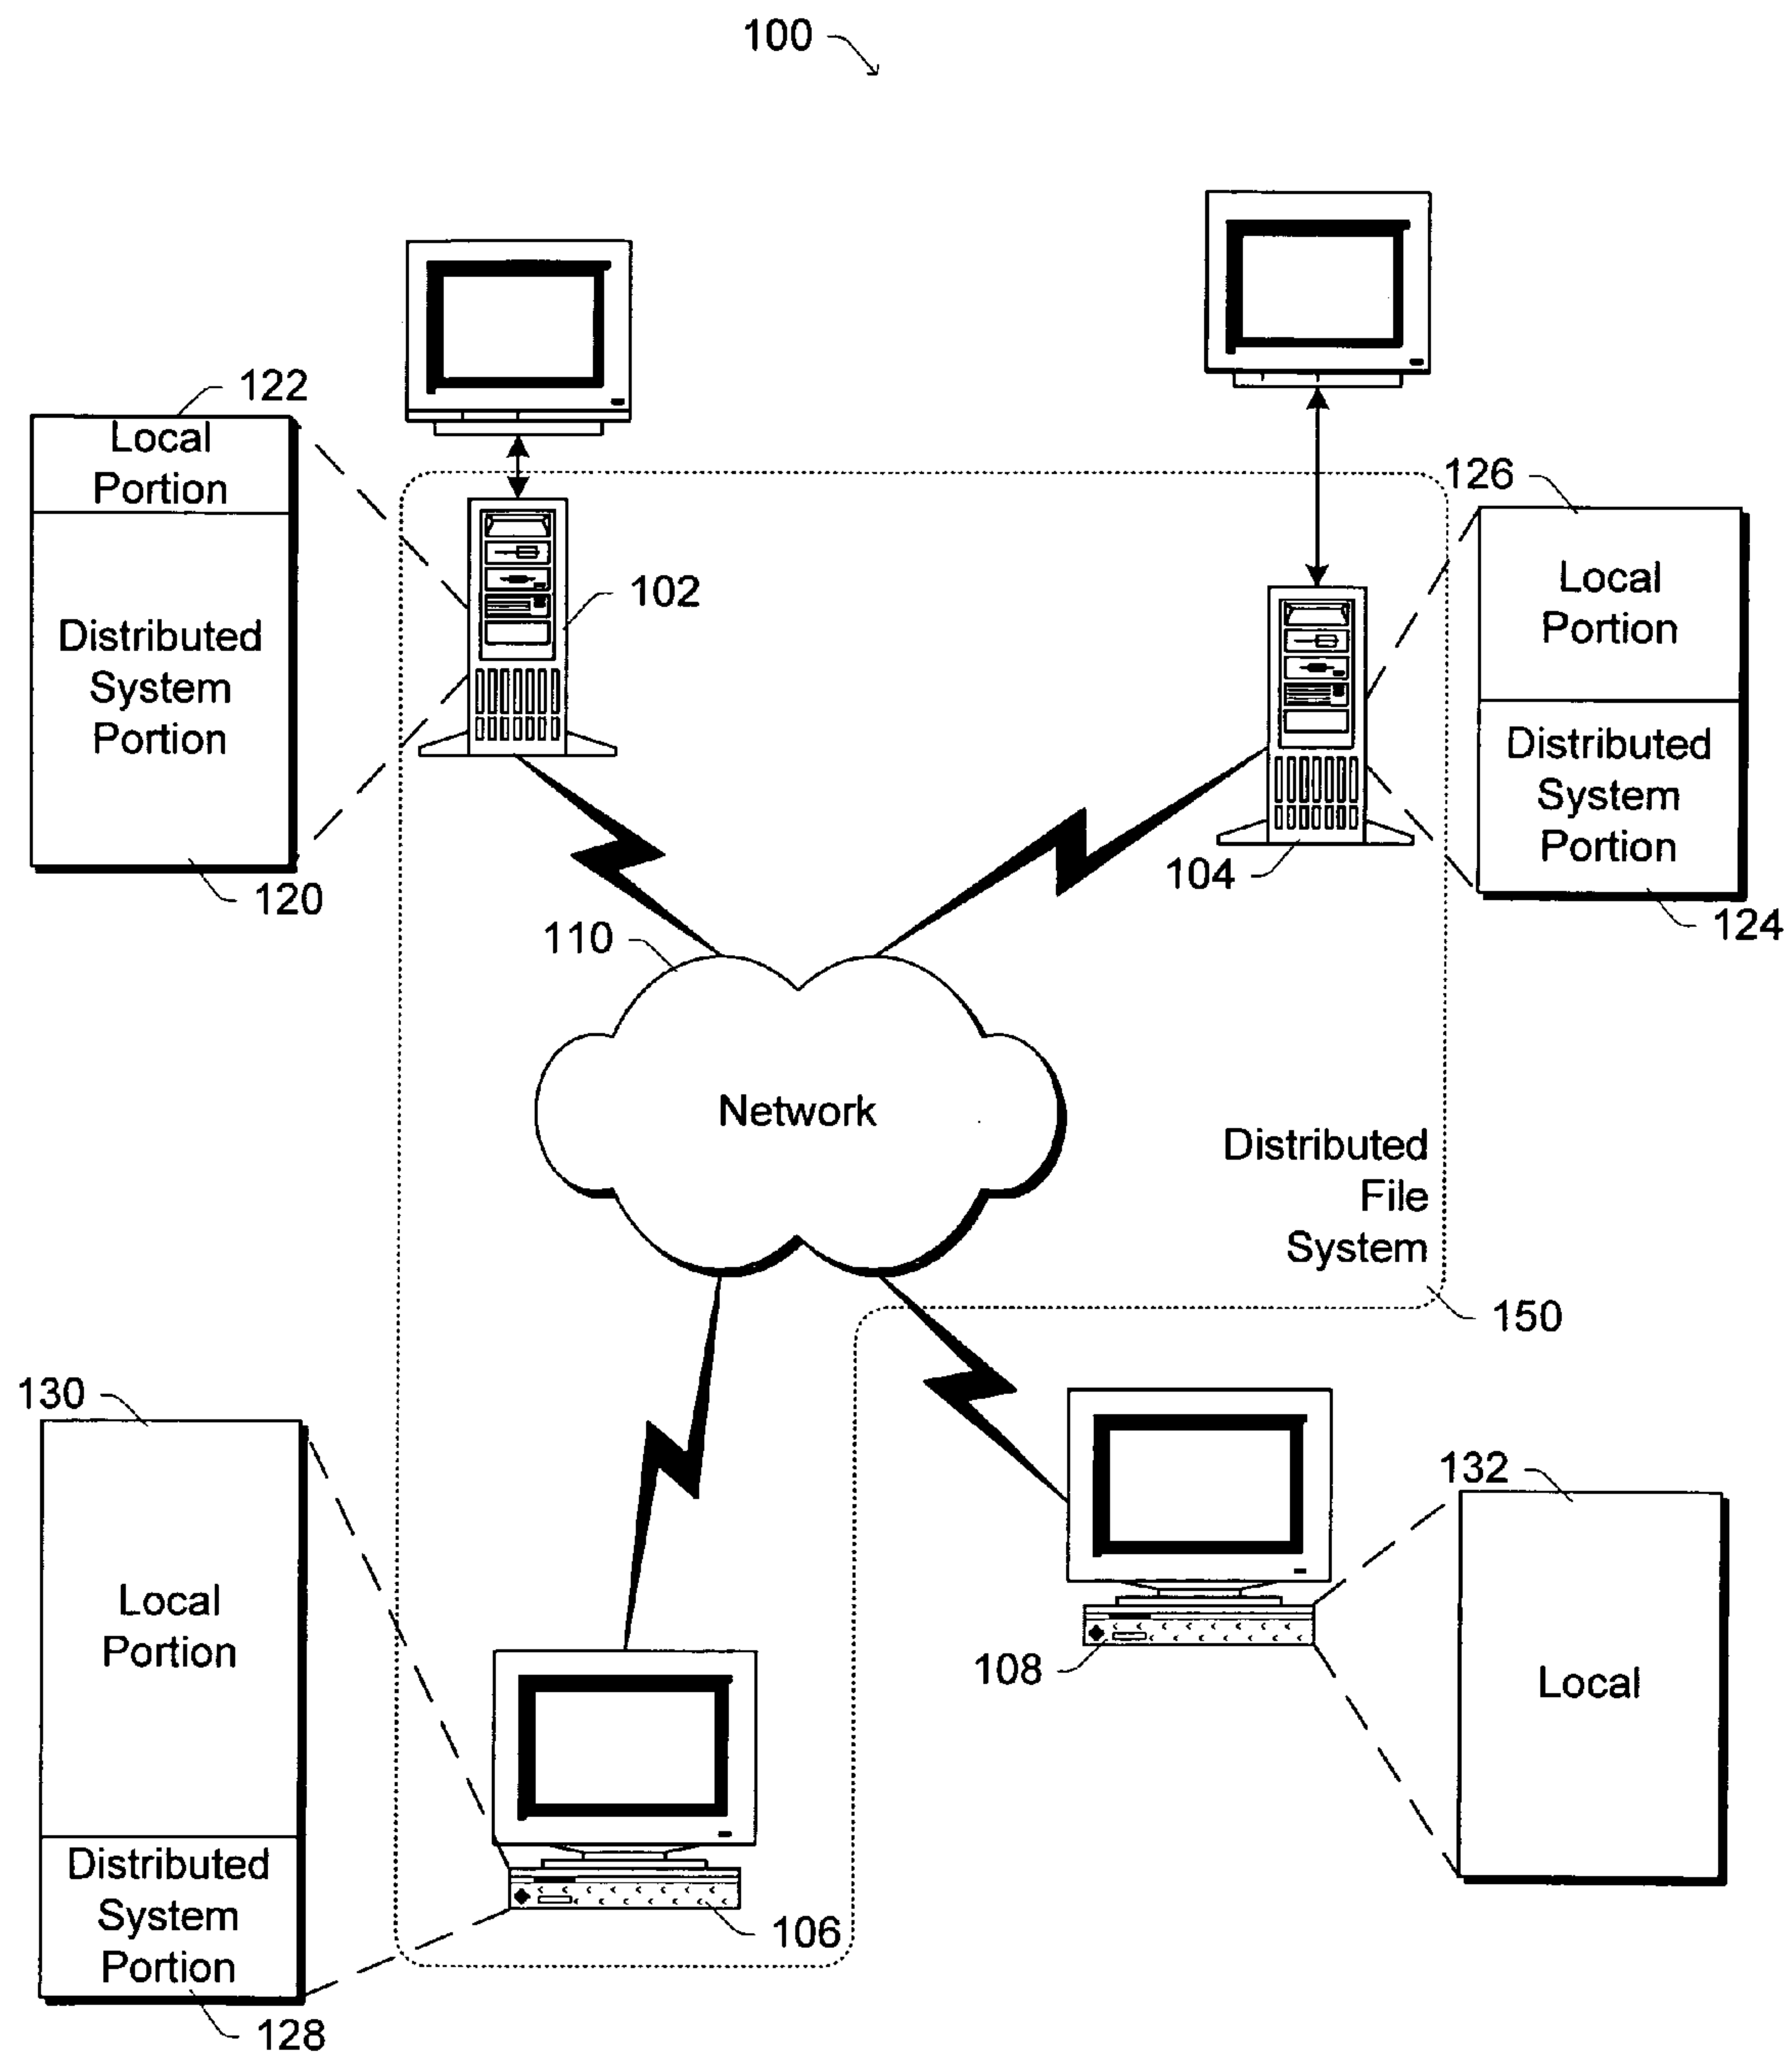 100
122
Local
Portion
Distributed
System
Portion
120
102
126
Local
Portion
Distributed
System
Portion
124
104
110
Network
Distributed
File
System
150
130
Local
Portion
Distributed
System
Portion
128
106
132
Local
108